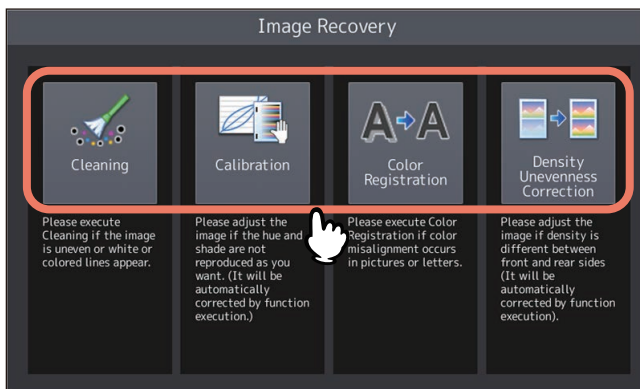 Image Recovery
Cleaning
Please execute
Cleaning if the image
is uneven or white or
colored lines appear.
Calibration
Please adjust the
image if the hue and
shade are not
reproduced as you
want. (It will be
automatically
corrected by function
execution.)
Color
Registration
Please execute Color
Registration if color
misalignment occurs
in pictures or letters.
Density
Unevenness
Correction
Please adjust the
image if density is
different between
front and rear sides
(It will be
automatically
corrected by function
execution).